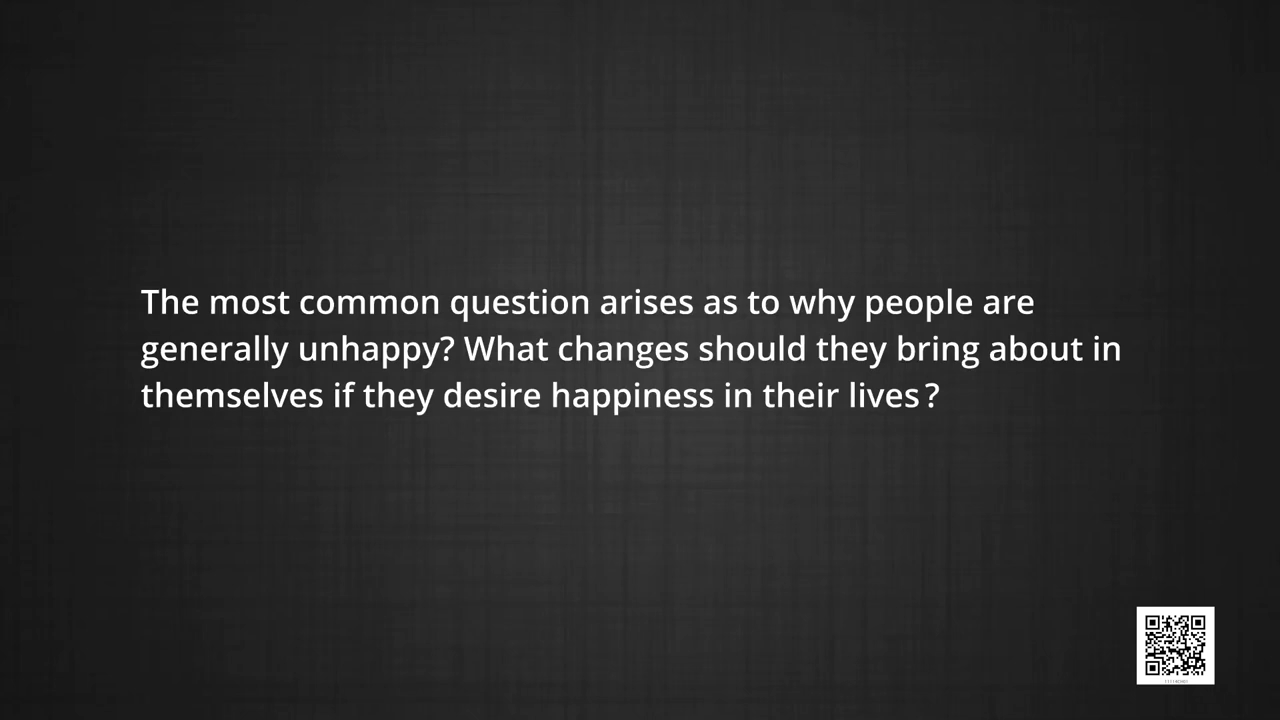 The most common question arises as to why people are
generally unhappy? What changes should they bring about in
themselves if they desire happiness in their lives ?